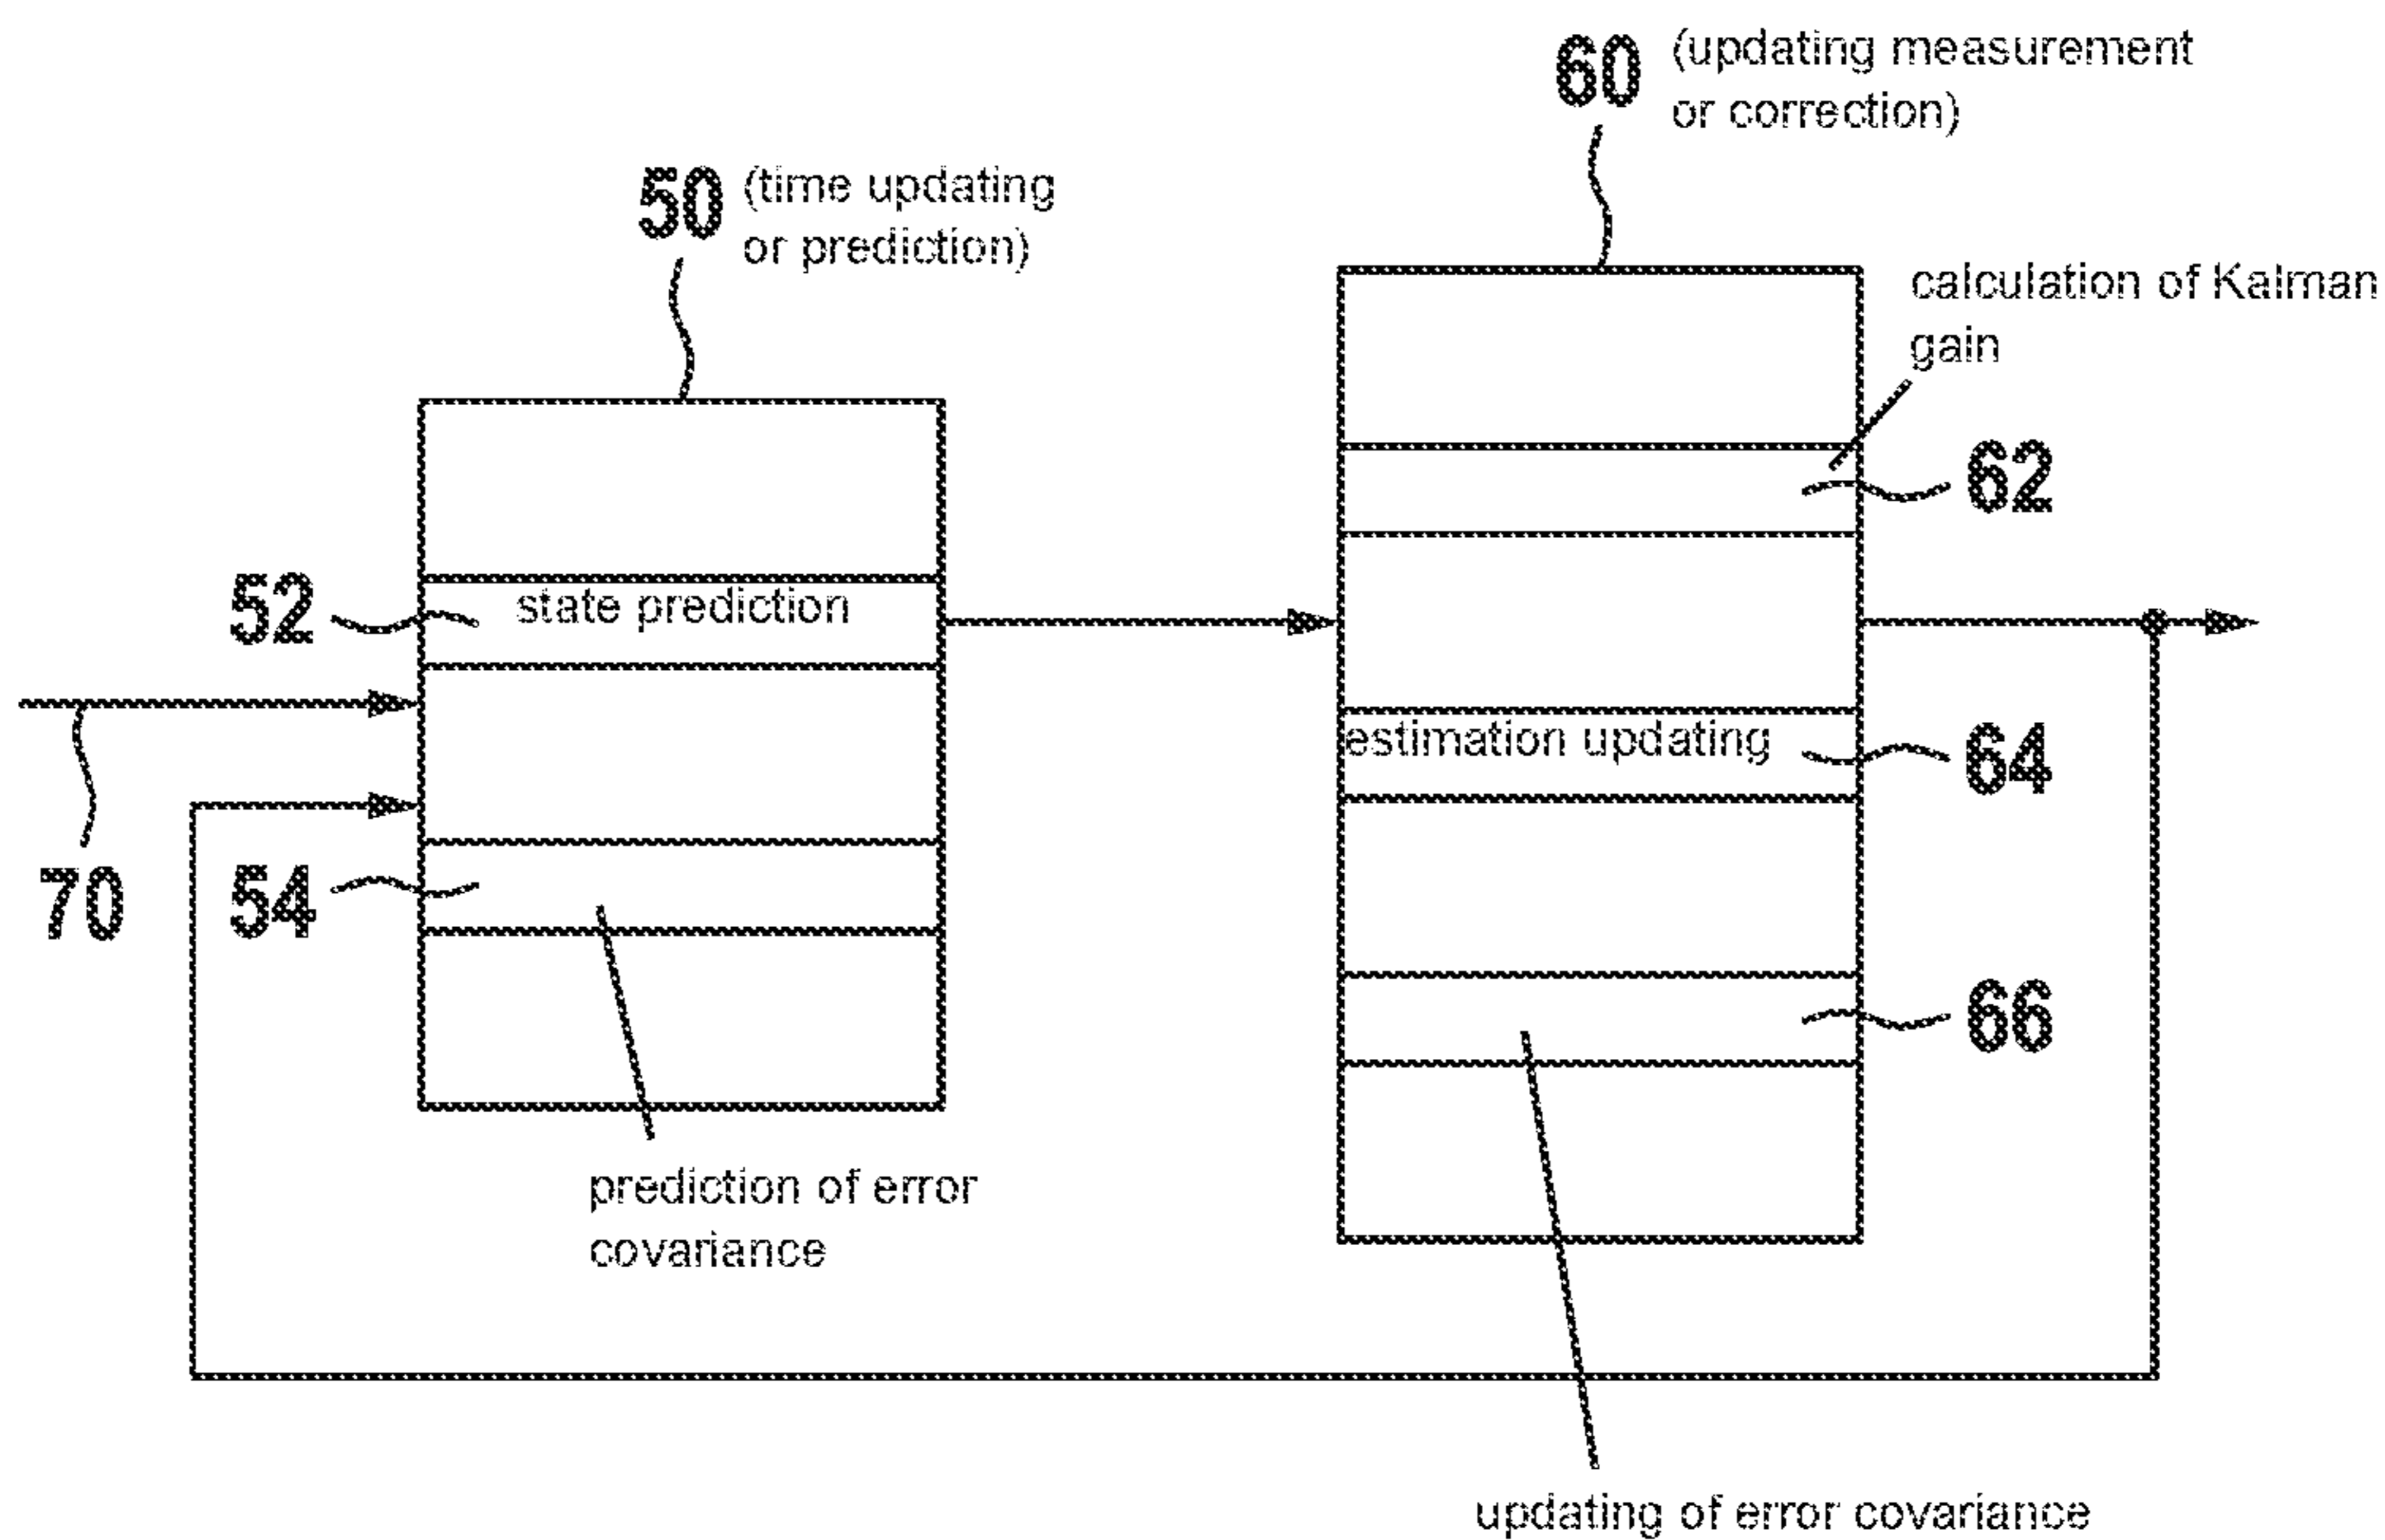 60 (updating measurement
or correction)
50 (time updating
or prediction)
calculation of Kalman
gain
62
52 state prediction
estimation updating 64
70
54
66
prediction of error
covariance
updating of error covariance